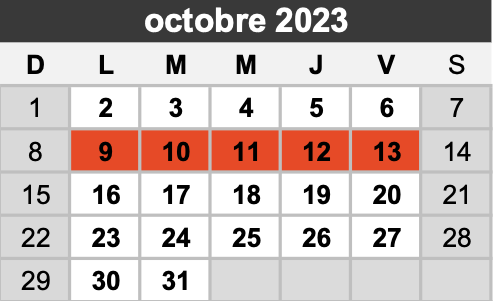 octobre 2023
D L M M J V S
1 2 3 4 5 6 7
8 9 10 11 12 13 14
15 16 17 18 19 20 21
22 23 24 25 26 27 28
29 30 31